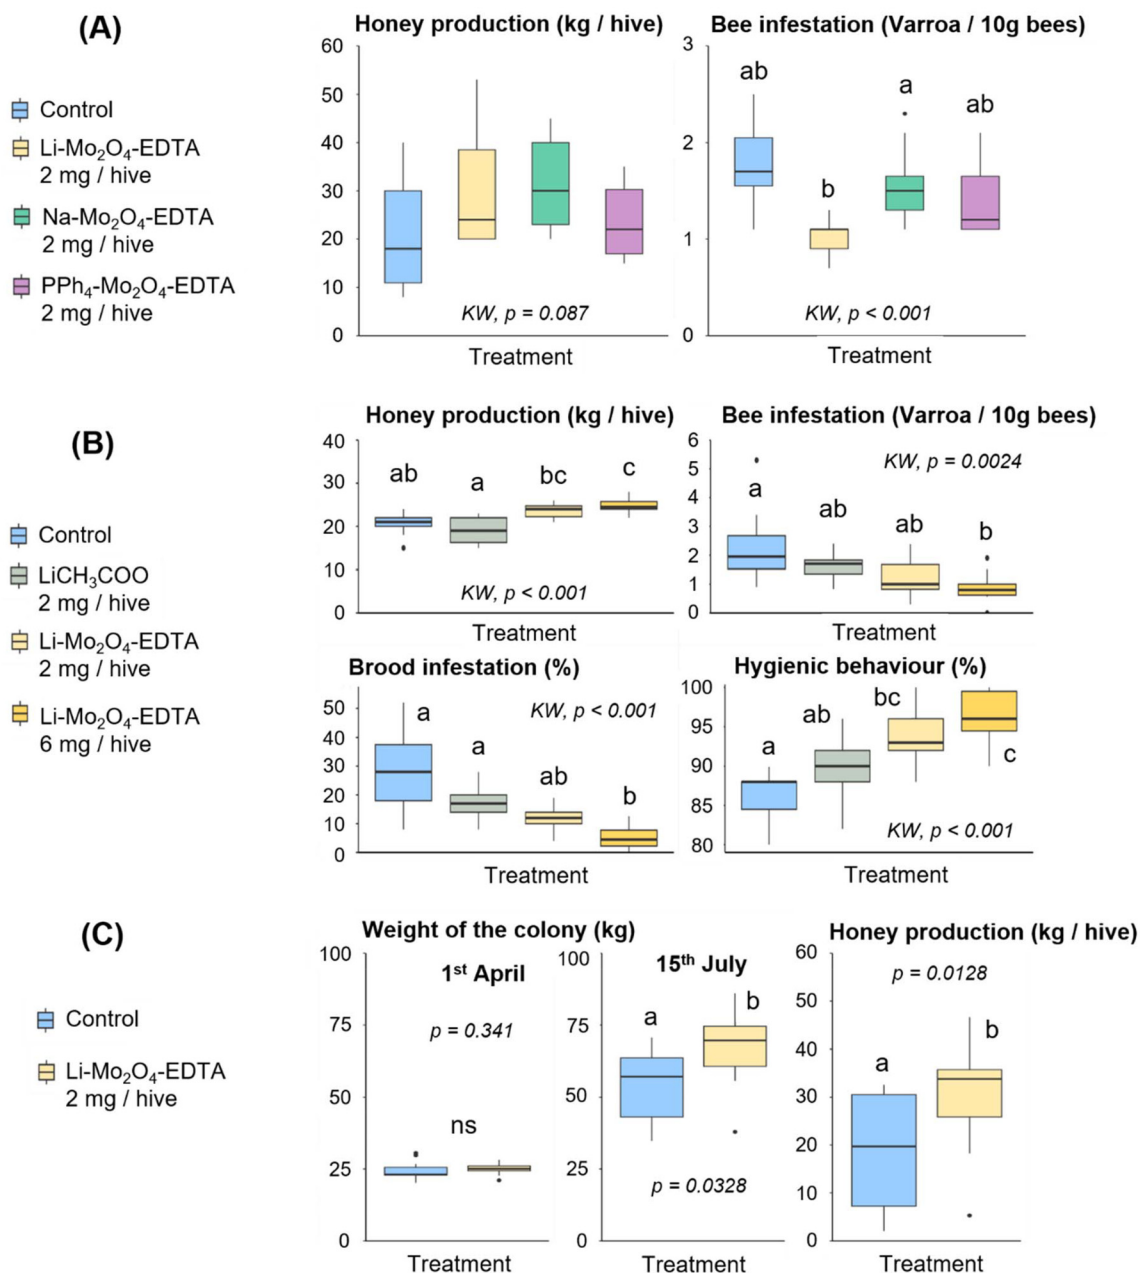 (A)
Control
Li-Mo₂O₄-EDTA
2 mg / hive
Na-Mo₂O₄-EDTA
2 mg / hive
PPh₄-Mo₂O₄-EDTA
2 mg / hive
Honey production (kg / hive)
60
50
40
30
20
10
0
KW, p = 0.087
Treatment
Bee infestation (Varroa / 10g bees)
3
2
1
0
ab
b
a
ab
KW, p < 0.001
Treatment
(B)
Control
LiCH₃COO
2 mg / hive
Li-Mo₂O₄-EDTA
2 mg / hive
Li-Mo₂O₄-EDTA
6 mg / hive
Honey production (kg / hive)
40
30
20
10
0
ab
a
bc
c
KW, p < 0.001
Treatment
Bee infestation (Varroa / 10g bees)
6
5
4
3
2
1
0
KW, p = 0.0024
a
ab
ab
b
Treatment
Brood infestation (%)
50
40
30
20
10
0
KW, p < 0.001
a
a
ab
b
Treatment
Hygienic behaviour (%)
100
95
90
85
80
a
ab
bc
c
KW, p < 0.001
Treatment
(C)
Control
Li-Mo₂O₄-EDTA
2 mg / hive
Weight of the colony (kg)
100
75
50
25
0
1ˢᵗ April
p = 0.341
ns
Treatment
100
75
50
25
0
15ᵗʰ July
a
b
p = 0.0328
Treatment
Honey production (kg / hive)
60
50
40
30
20
10
0
p = 0.0128
a
b
Treatment